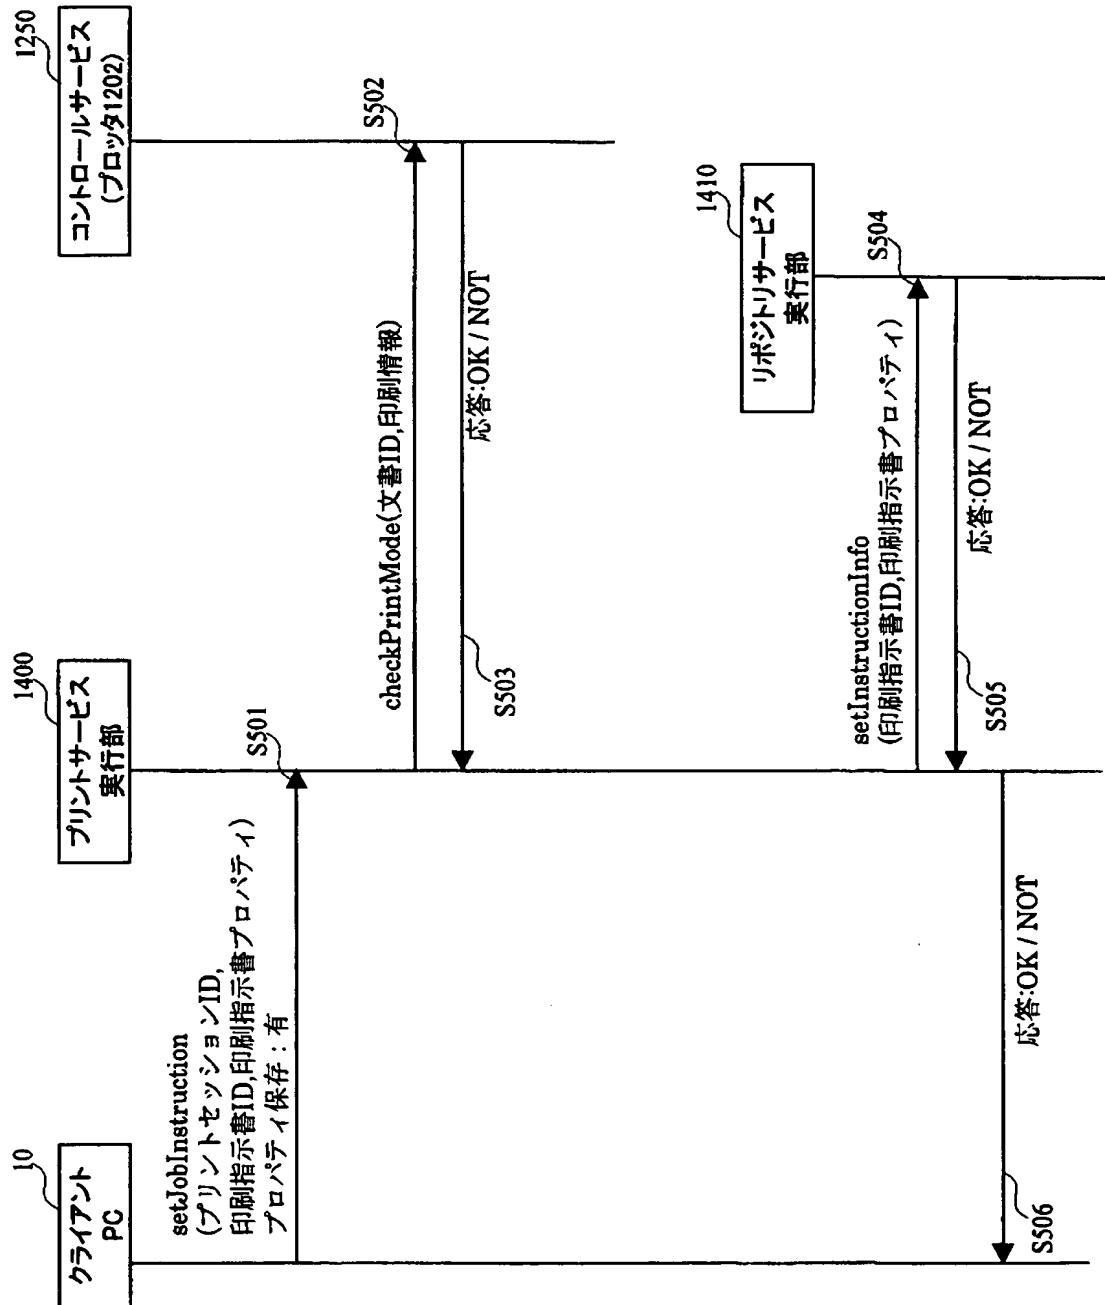 10
クライアント
PC
1400
プリントサービス
実行部
1250
コントロールサービス
(プロッタ1202)
setJobInstruction
(プリントセッションID,
印刷指示書ID,印刷指示書プロパティ)
プロパティ保存:有
S501
checkPrintMode(文書ID,印刷情報)
S502
応答:OK / NOT
S503
1410
リポジトリサービス
実行部
setInstructionInfo
(印刷指示書ID,印刷指示書プロパティ)
S504
応答:OK / NOT
S505
応答:OK / NOT
S506